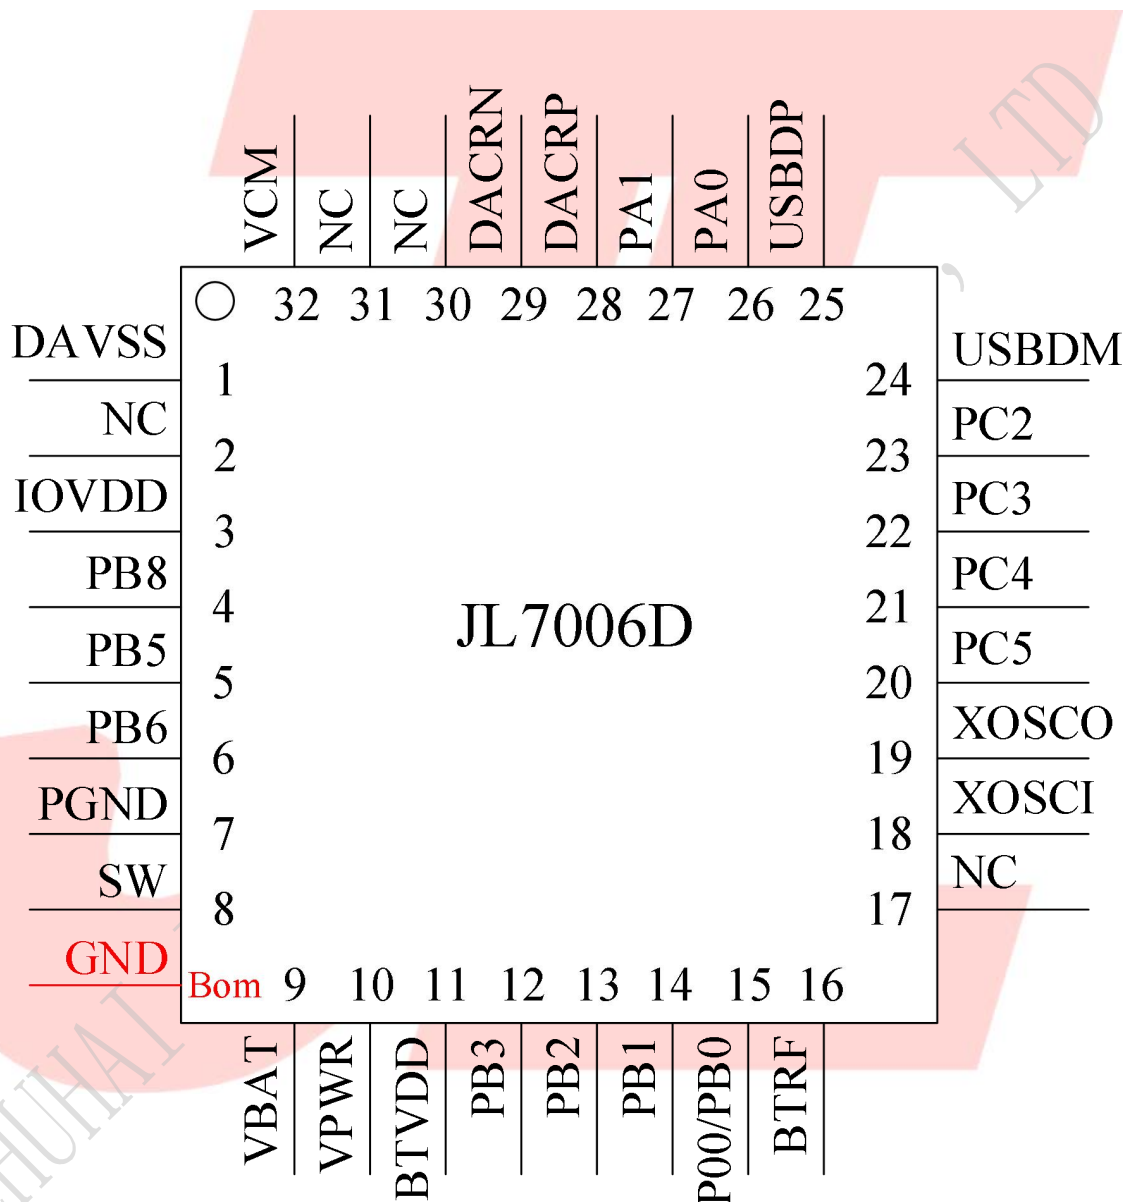 VCM
NC
NC
DACRN
DACRP
PA1
PA0
USBDP
, LTD
32 31 30 29 28 27 26 25
DAVSS 1
NC 2
IOVDD 3
PB8 4
PB5 5
PB6 6
PGND 7
SW 8
GND Bom
JL7006D
24 USBDM
23 PC2
22 PC3
21 PC4
20 PC5
19 XOSCO
18 XOSCI
17 NC
9 10 11 12 13 14 15 16
VBAT
VPWR
BTVDD
PB3
PB2
PB1
P00/PB0
BTRF
HUHAI